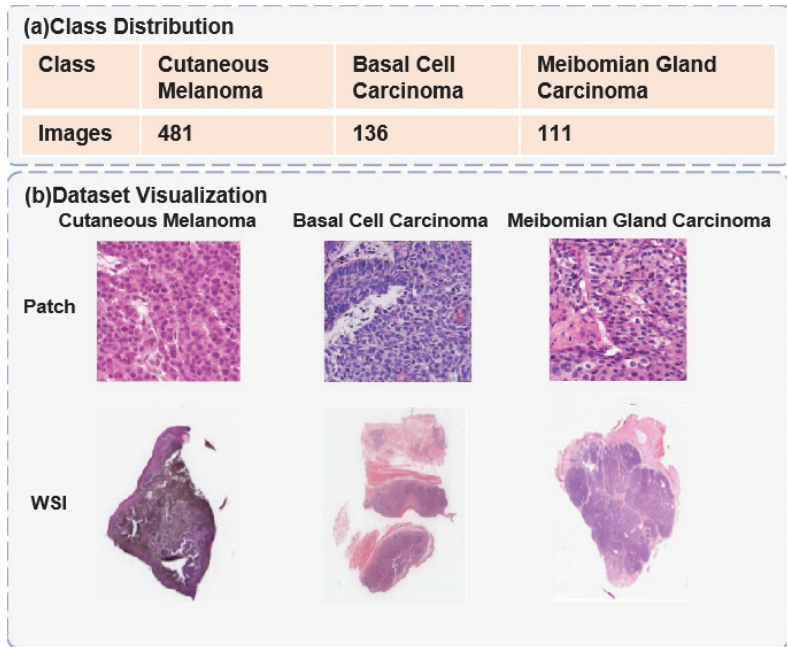 (a)Class Distribution
Class Cutaneous Melanoma Basal Cell Carcinoma Meibomian Gland Carcinoma
Images 481 136 111
(b)Dataset Visualization
Cutaneous Melanoma Basal Cell Carcinoma Meibomian Gland Carcinoma
Patch
WSI